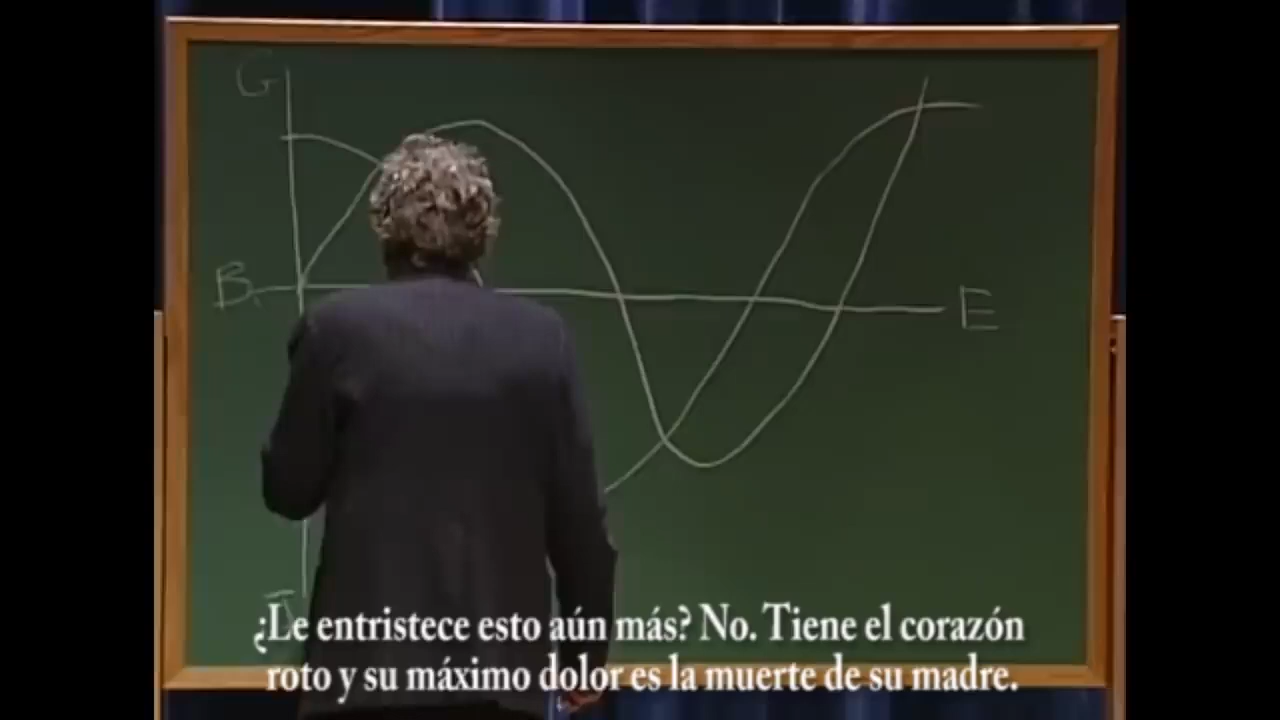 G
B
E
¿Le entristece esto aún más? No. Tiene el corazón
roto y su máximo dolor es la muerte de su madre.